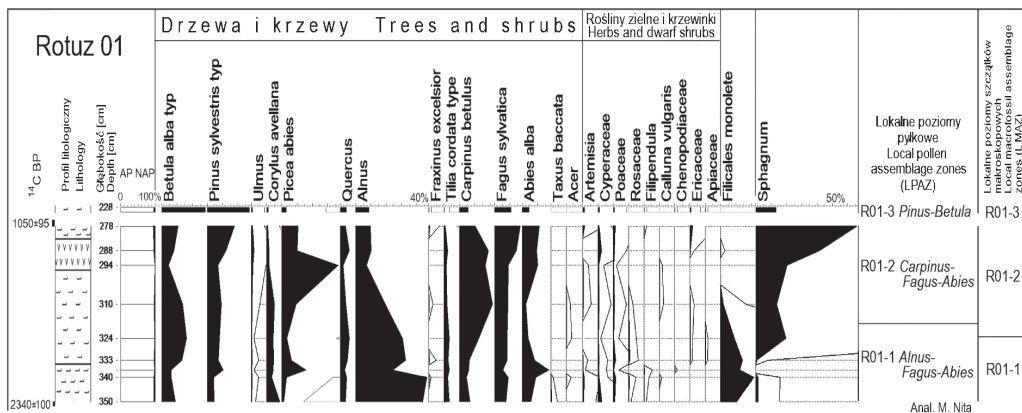 Rotuz 01
Drzewa i krzewy Trees and shrubs
Rośliny zielne i krzewinki
Herbs and dwarf shrubs
¹⁴C BP
Profil litologiczny
Lithology
Głębokość [cm]
Depth [cm]
AP NAP
0 100%
Betula alba typ
Pinus sylvestris typ
Ulmus
Corylus avellana
Picea abies
Quercus
Alnus
Fraxinus excelsior
Tilia cordata type
Carpinus betulus
Fagus sylvatica
Abies alba
Taxus baccata
Acer
Artemisia
Cyperaceae
Poaceae
Rosaceae
Filipendula
Calluna vulgaris
Chenopodiaceae
Ericaceae
Apiaceae
Filicales monolete
Sphagnum
Lokalne poziomy
pyłkowe
Local pollen
assemblage zones
(LPAZ)
Lokalne poziomy szczątków
makroskopowych
Local macrofossil assemblage
zones (LMAZ)
0
40%
50%
228
R01-3 Pinus-Betula
R01-3
1050±95
278
288
294
R01-2 Carpinus-
Fagus-Abies
R01-2
310
324
333
340
350
R01-1 Alnus-
Fagus-Abies
R01-1
2340±100
Anal. M. Nita